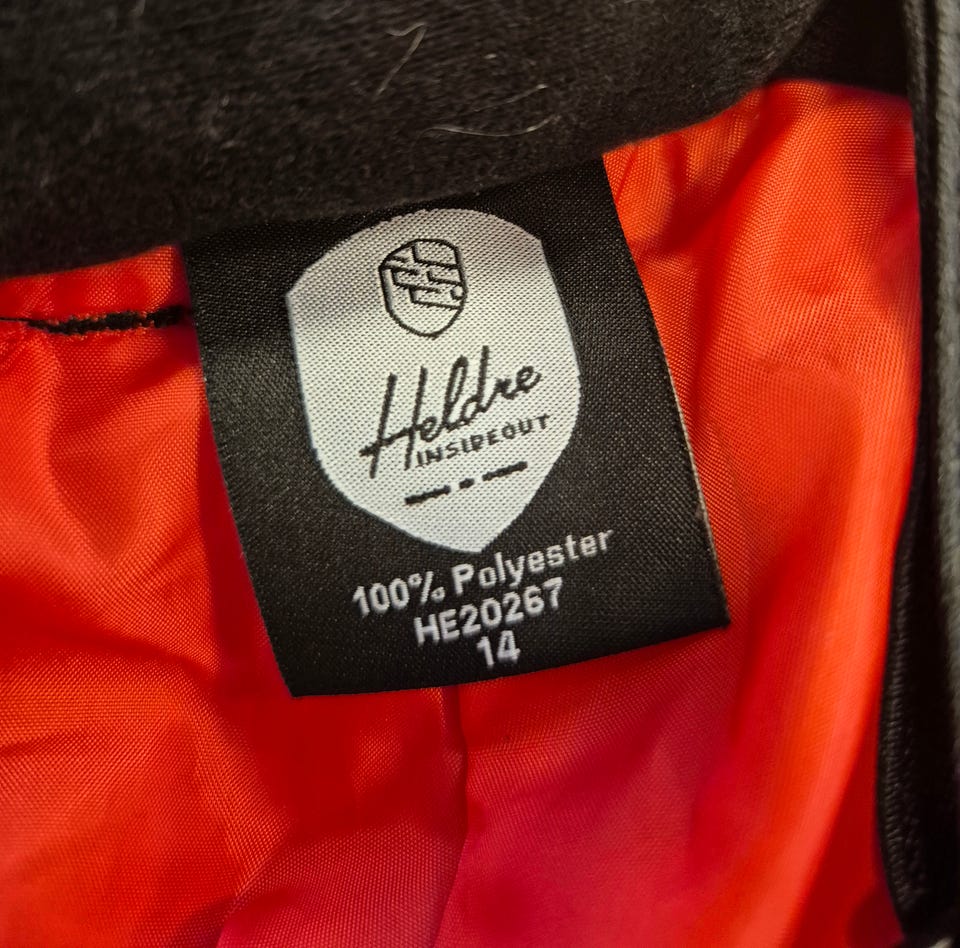 Heldre
INSIDEOUT
100% Polyester
HE20267
14